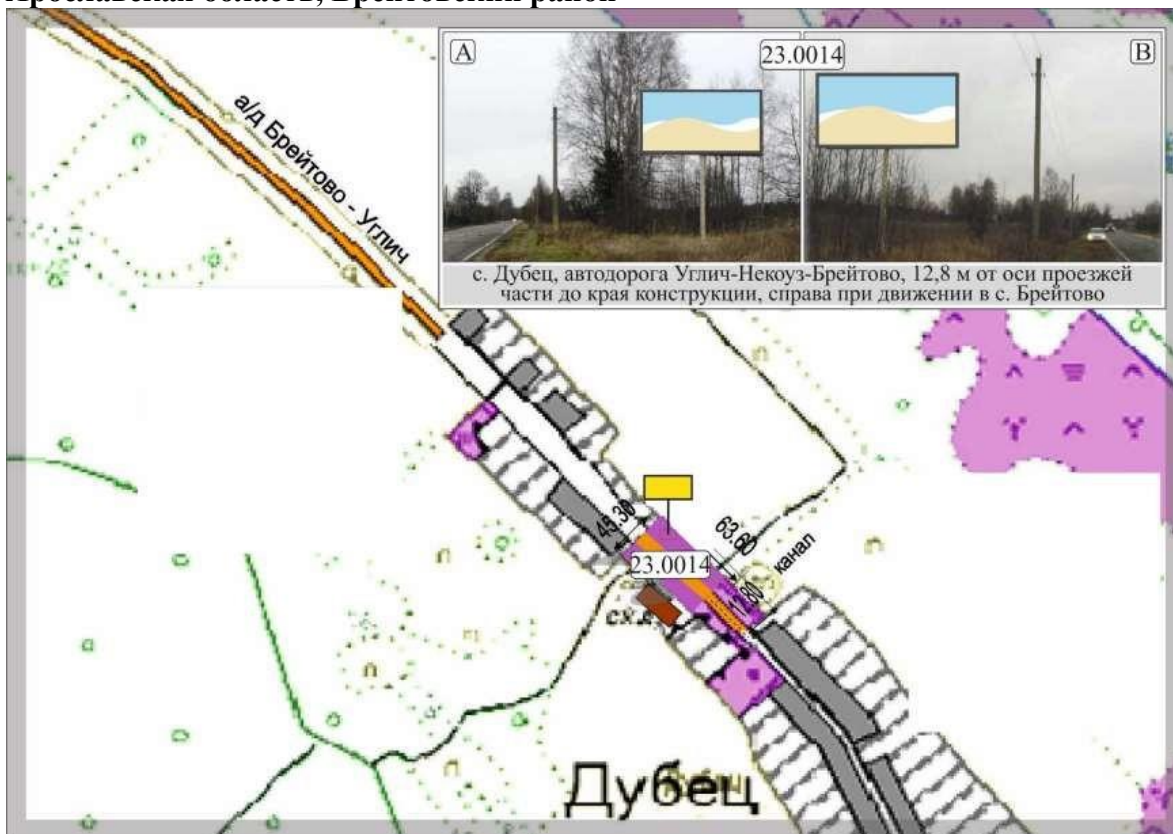 Ярославская область, Брейтовский район
A
23.0014
B
с. Дубец, автодорога Углич-Некоуз-Брейтово, 12,8 м от оси проезжей
части до края конструкции, справа при движении в с. Брейтово
а/д Брейтово - Углич
45.30
63.60
канал
23.0014
12.80
Дубец